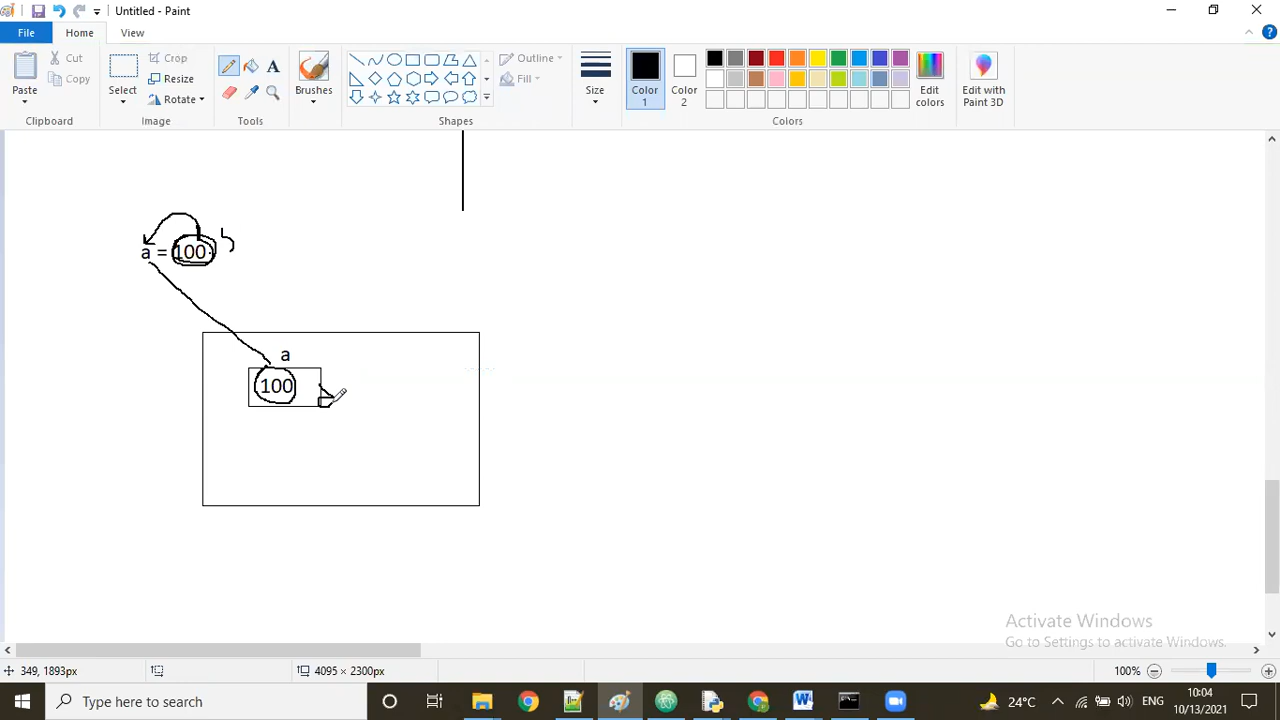 Untitled - Paint
File Home View
Paste Cut Copy
Clipboard
Select Crop Resize Rotate
Image
A
Tools
Brushes
Shapes
Outline Fill
Size
Color 1
Color 2
Edit colors
Colors
Edit with Paint 3D
a = 100
a
100
Activate Windows
Go to Settings to activate Windows.
349, 1893px
4095 × 2300px
100%
Type here to search
24°C
ENG
10:04
10/13/2021